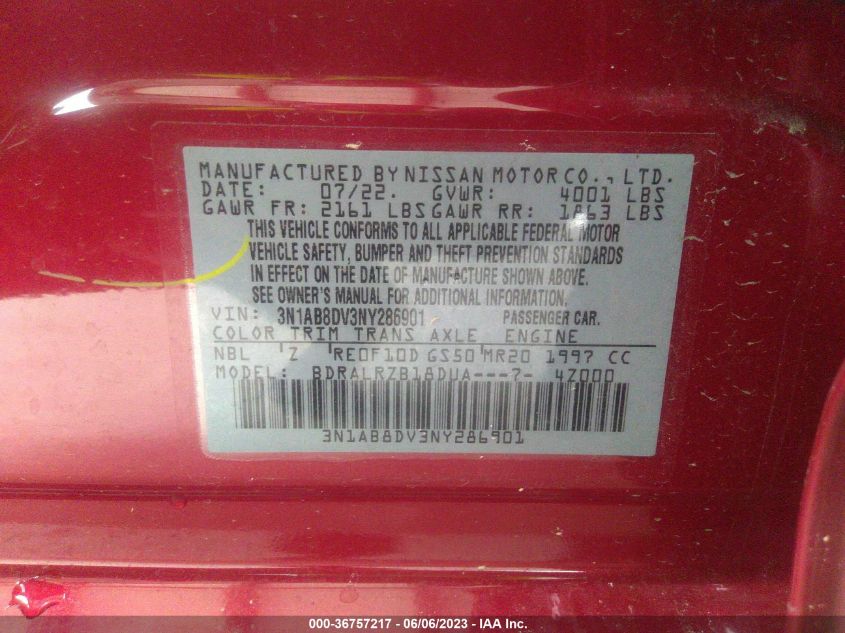 MANUFACTURED BY NISSAN MOTOR CO., LTD.
DATE: 07/22. GVWR: 4001 LBS
GAWR FR: 2161 LBS GAWR RR: 1863 LBS
THIS VEHICLE CONFORMS TO ALL APPLICABLE FEDERAL MOTOR
VEHICLE SAFETY, BUMPER AND THEFT PREVENTION STANDARDS
IN EFFECT ON THE DATE OF MANUFACTURE SHOWN ABOVE.
SEE OWNER'S MANUAL FOR ADDITIONAL INFORMATION.
VIN: 3N1AB8DV3NY286901 PASSENGER CAR.
COLOR TRIM TRANS AXLE ENGINE
NBL Z RE0F10D GS50 MR20 1997 CC
MODEL: BDRALRZB18DUA---7- 4Z000
3N1AB8DV3NY286901
000-36757217 - 06/06/2023 - IAA Inc.